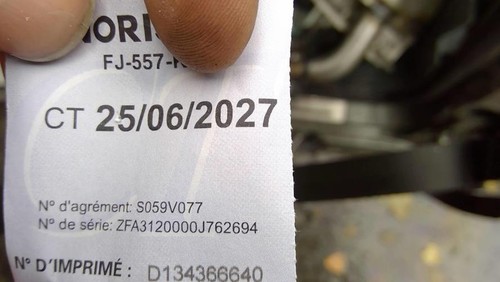 NORIS
FJ-557-
CT 25/06/2027
N° d'agrément: S059V077
N° de série: ZFA3120000J762694
N° D'IMPRIMÉ : D134366640